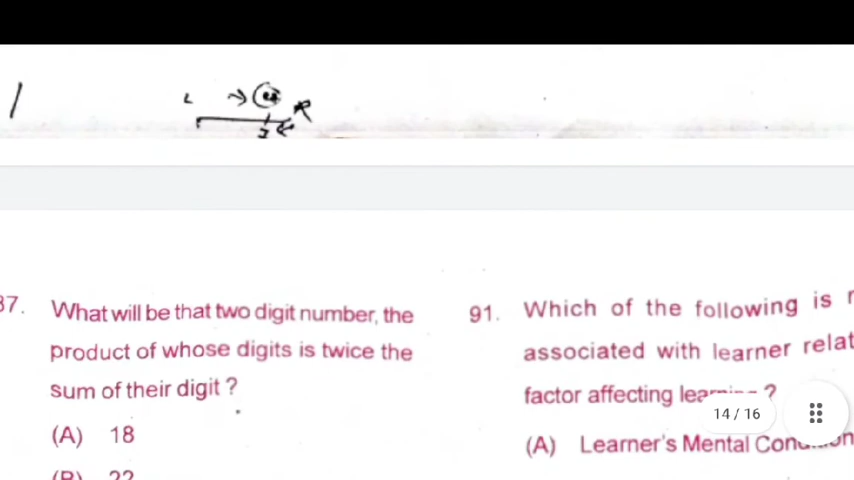 87. What will be that two digit number, the
product of whose digits is twice the
sum of their digit ?
(A) 18
(B) 22
91. Which of the following is
associated with learner relat
factor affecting ?
(A) Learner's Mental
14 / 16